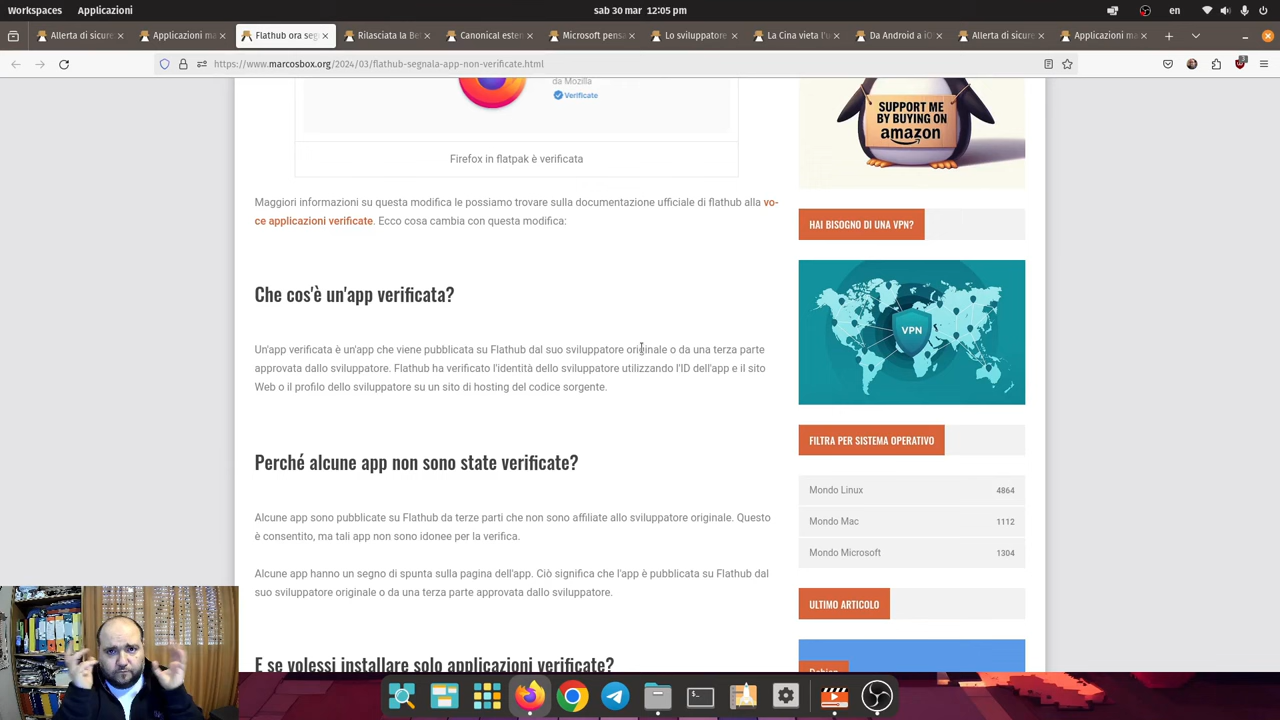 Workspaces Applicazioni sab 30 mar 12:05 pm en
Allerta di sicure Applicazioni ma Flathub ora seg Rilasciata la Be Canonical esten Microsoft pensa Lo sviluppatore La Cina vieta l'u Da Android a iO Allerta di sicure Applicazioni ma
https://www.marcosbox.org/2024/03/flathub-segnala-app-non-verificate.html
da Mozilla
Verificate
Firefox in flatpak è verificata
Maggiori informazioni su questa modifica le possiamo trovare sulla documentazione ufficiale di flathub alla vo-
ce applicazioni verificate. Ecco cosa cambia con questa modifica:
Che cos'è un'app verificata?
Un'app verificata è un'app che viene pubblicata su Flathub dal suo sviluppatore originale o da una terza parte
approvata dallo sviluppatore. Flathub ha verificato l'identità dello sviluppatore utilizzando l'ID dell'app e il sito
Web o il profilo dello sviluppatore su un sito di hosting del codice sorgente.
Perché alcune app non sono state verificate?
Alcune app sono pubblicate su Flathub da terze parti che non sono affiliate allo sviluppatore originale. Questo
è consentito, ma tali app non sono idonee per la verifica.
Alcune app hanno un segno di spunta sulla pagina dell'app. Ciò significa che l'app è pubblicata su Flathub dal
suo sviluppatore originale o da una terza parte approvata dallo sviluppatore.
E se volessi installare solo applicazioni verificate?
SUPPORT ME
BY BUYING ON
amazon
HAI BISOGNO DI UNA VPN?
VPN
FILTRA PER SISTEMA OPERATIVO
Mondo Linux 4864
Mondo Mac 1112
Mondo Microsoft 1304
ULTIMO ARTICOLO
Debian